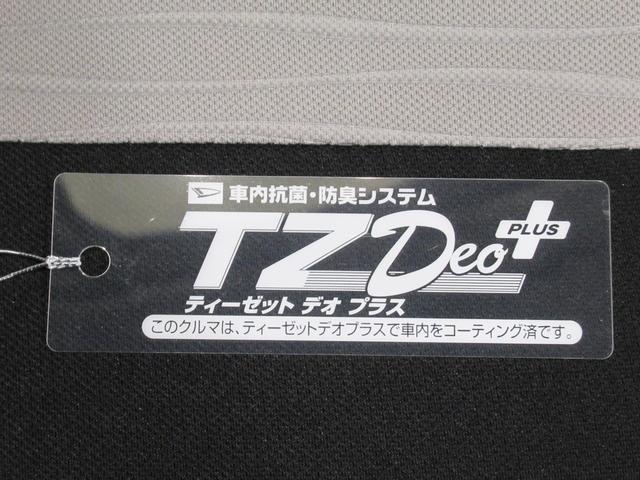 車内抗菌・防臭システム
TZ Deo PLUS
ティーゼット デオ プラス
このクルマは、ティーゼットデオプラスで車内をコーティング済です。